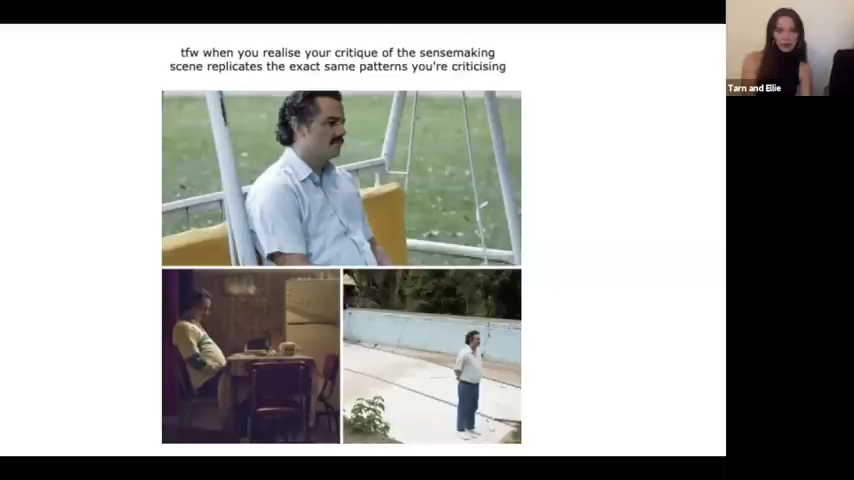 tfw when you realise your critique of the sensemaking
scene replicates the exact same patterns you're criticising
Tarn and Ellie